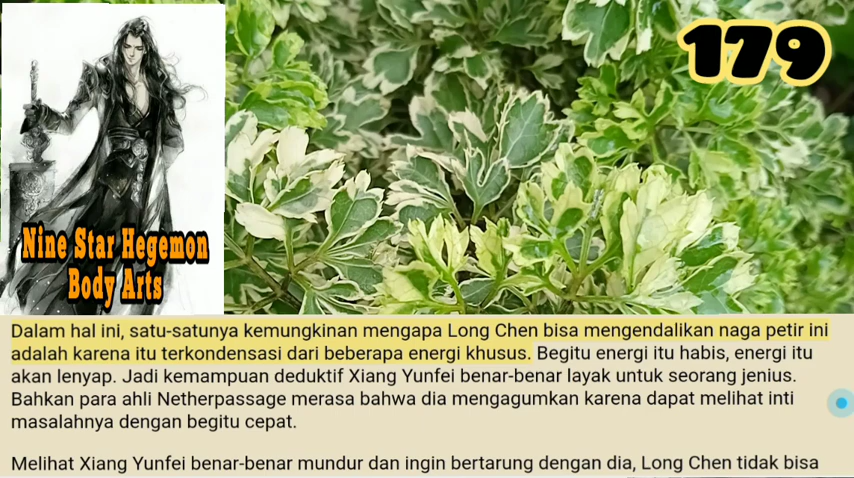 179
Nine Star Hegemon
Body Arts
Dalam hal ini, satu-satunya kemungkinan mengapa Long Chen bisa mengendalikan naga petir ini
adalah karena itu terkondensasi dari beberapa energi khusus. Begitu energi itu habis, energi itu
akan lenyap. Jadi kemampuan deduktif Xiang Yunfei benar-benar layak untuk seorang jenius.
Bahkan para ahli Netherpassage merasa bahwa dia mengagumkan karena dapat melihat inti
masalahnya dengan begitu cepat.
Melihat Xiang Yunfei benar-benar mundur dan ingin bertarung dengan dia, Long Chen tidak bisa